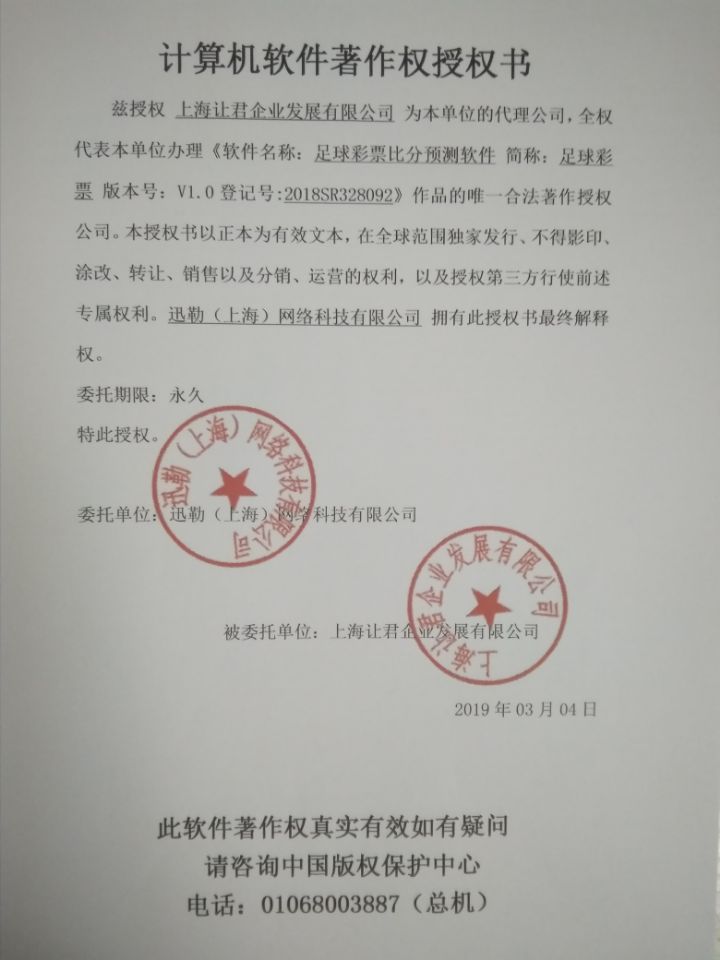 计算机软件著作权授权书
兹授权 上海让君企业发展有限公司 为本单位的代理公司，全权
代表本单位办理《软件名称：足球彩票比分预测软件 简称：足球彩
票 版本号：V1.0 登记号:2018SR328092》作品的唯一合法著作授权
公司。本授权书以正本为有效文本，在全球范围独家发行、不得影印、
涂改、转让、销售以及分销、运营的权利，以及授权第三方行使前述
专属权利。迅勒（上海）网络科技有限公司 拥有此授权书最终解释
权。
委托期限：永久
特此授权。
迅勒（上海）网络科技有限公司
委托单位：迅勒（上海）网络科技有限公司
上海让君企业发展有限公司
被委托单位：上海让君企业发展有限公司
2019 年 03 月 04 日
此软件著作权真实有效如有疑问
请咨询中国版权保护中心
电话：01068003887（总机）